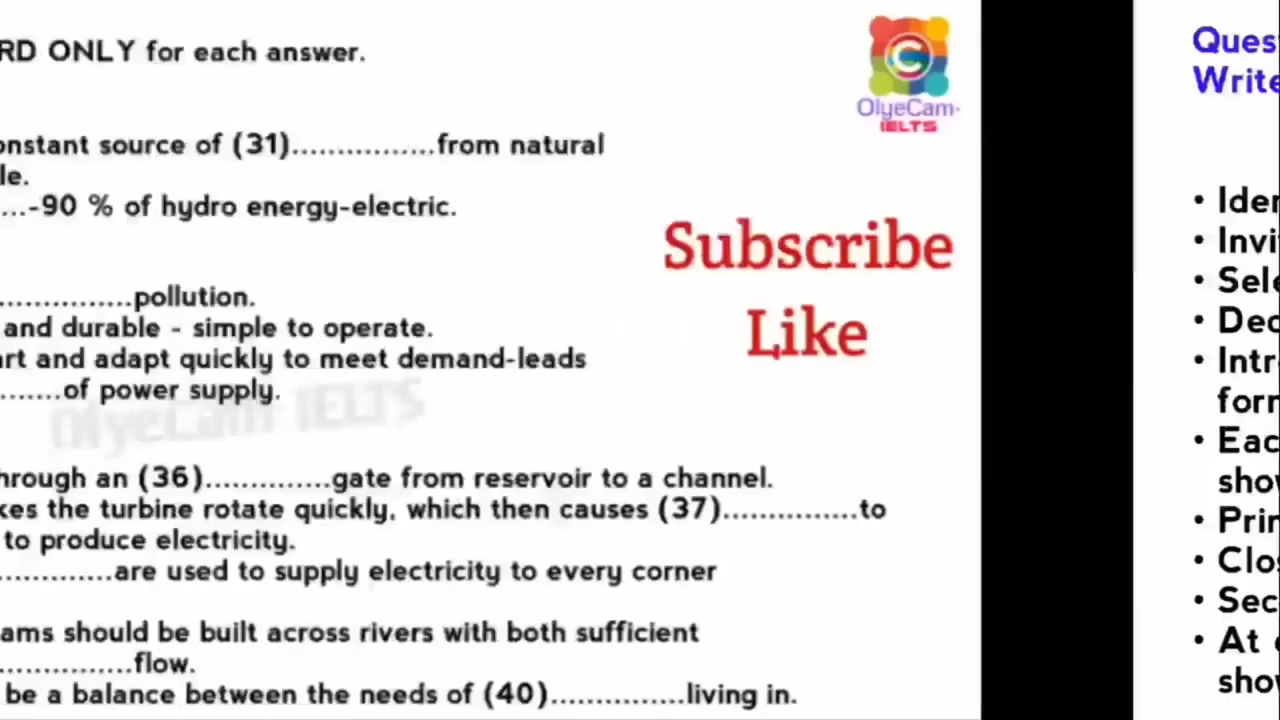 RD ONLY for each answer.
OlyeCam-
IELTS
onstant source of (31)................from natural
le.
...-90 % of hydro energy-electric.
Subscribe
Like
...............pollution.
and durable - simple to operate.
art and adapt quickly to meet demand-leads
.......of power supply.
OlyeCam-IELTS
hrough an (36)..............gate from reservoir to a channel.
kes the turbine rotate quickly, which then causes (37)...............to
to produce electricity.
.............are used to supply electricity to every corner
ams should be built across rivers with both sufficient
...............flow.
be a balance between the needs of (40)...............living in.
Ques
Write
• Iden
• Invi
• Sele
• Dec
• Intr
forn
• Eac
show
• Prin
• Clos
• Sec
• At
show